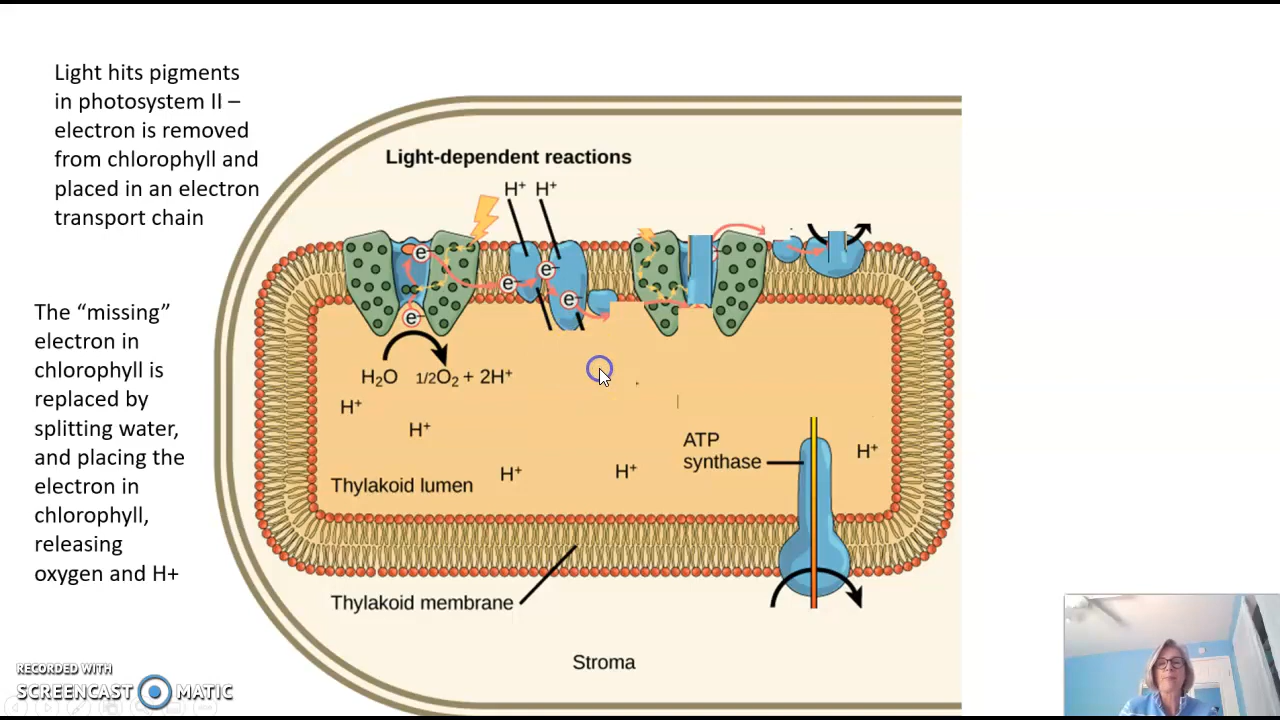 Light hits pigments
in photosystem II –
electron is removed
from chlorophyll and
placed in an electron
transport chain
The “missing”
electron in
chlorophyll is
replaced by
splitting water,
and placing the
electron in
chlorophyll,
releasing
oxygen and H+
Light-dependent reactions
H⁺ H⁺
e⁻
e⁻
e⁻
e⁻
e⁻
H₂O 1/2O₂ + 2H⁺
H⁺
H⁺
H⁺
H⁺
H⁺
ATP
synthase
Thylakoid lumen
Thylakoid membrane
Stroma
RECORDED WITH
SCREENCAST MATIC